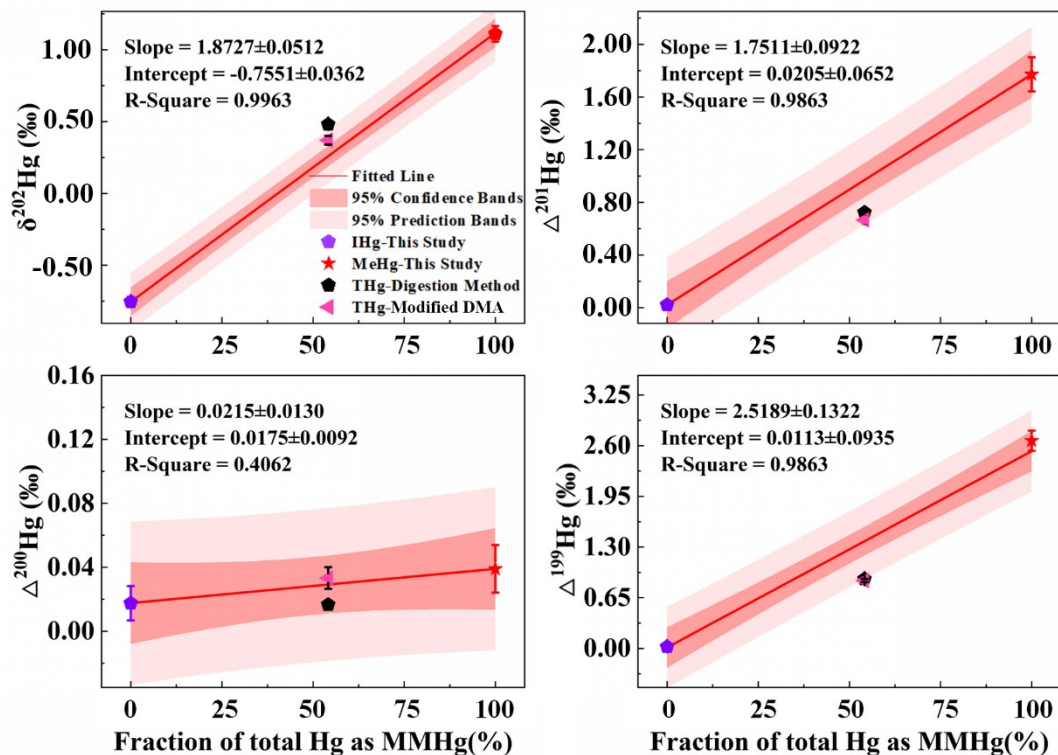 δ²⁰²Hg (‰)
1.00
0.50
0.00
-0.50
Slope = 1.8727±0.0512
Intercept = -0.7551±0.0362
R-Square = 0.9963
Fitted Line
95% Confidence Bands
95% Prediction Bands
IHg-This Study
MeHg-This Study
THg-Digestion Method
THg-Modified DMA
0 25 50 75 100
△²⁰¹Hg (‰)
2.00
1.60
1.20
0.80
0.40
0.00
Slope = 1.7511±0.0922
Intercept = 0.0205±0.0652
R-Square = 0.9863
0 25 50 75 100
△²⁰⁰Hg (‰)
0.16
0.12
0.08
0.04
0.00
Slope = 0.0215±0.0130
Intercept = 0.0175±0.0092
R-Square = 0.4062
0 25 50 75 100
Fraction of total Hg as MMHg(%)
△¹⁹⁹Hg (‰)
3.25
2.60
1.95
1.30
0.65
0.00
Slope = 2.5189±0.1322
Intercept = 0.0113±0.0935
R-Square = 0.9863
0 25 50 75 100
Fraction of total Hg as MMHg(%)